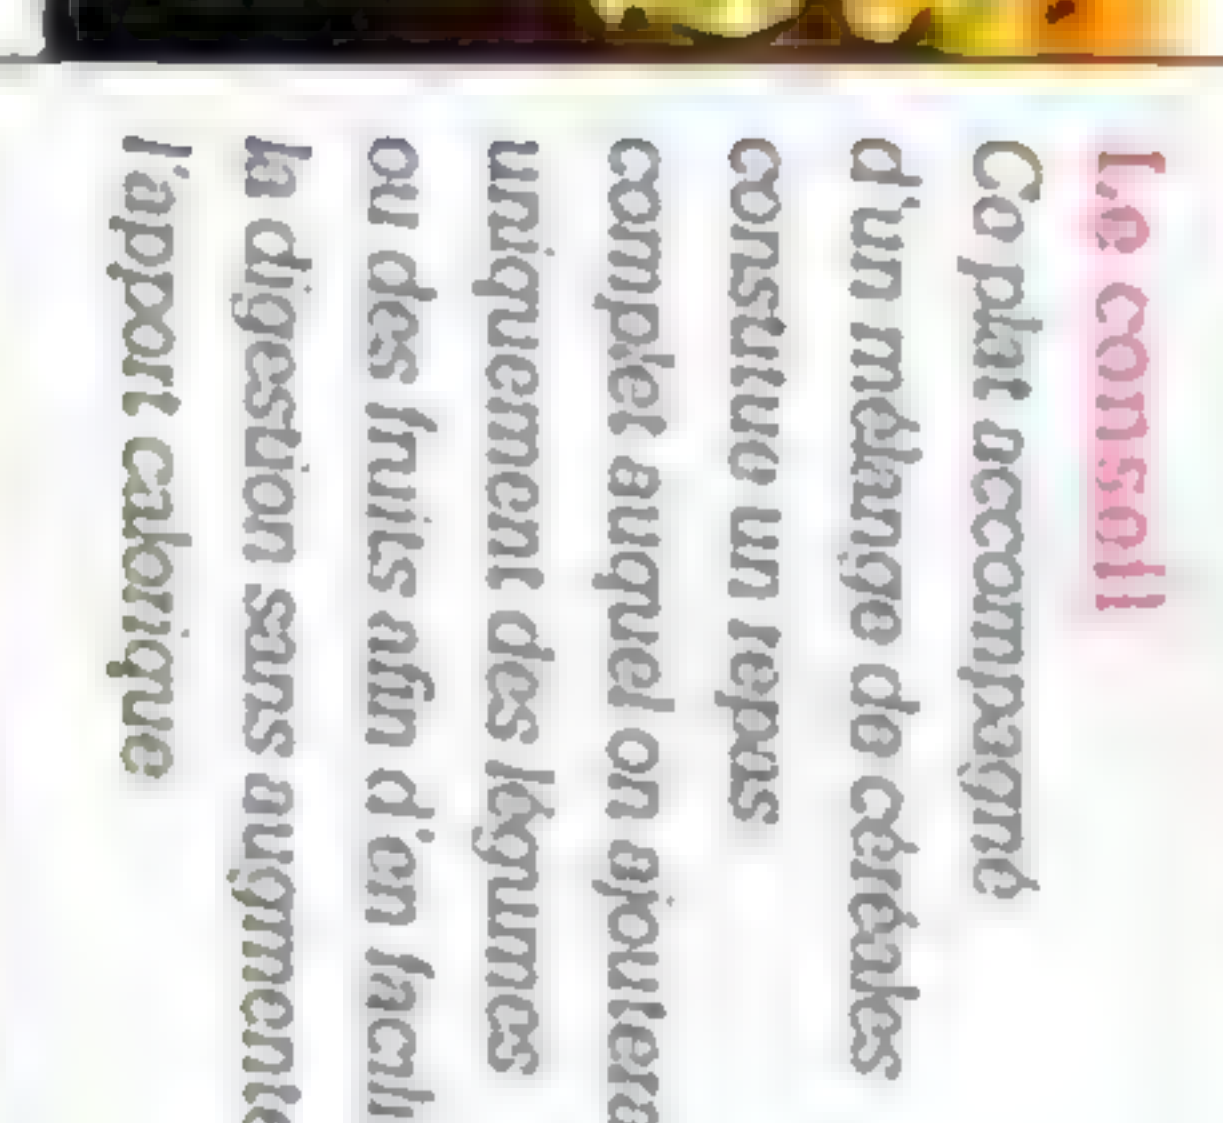 Le conseil
Ce plat accompagné
d'un mélange de céréales
constitue un repas
complet auquel on ajoutera
uniquement des légumes
ou des fruits afin d'en facili
la digestion sans augmente
l'apport calorique